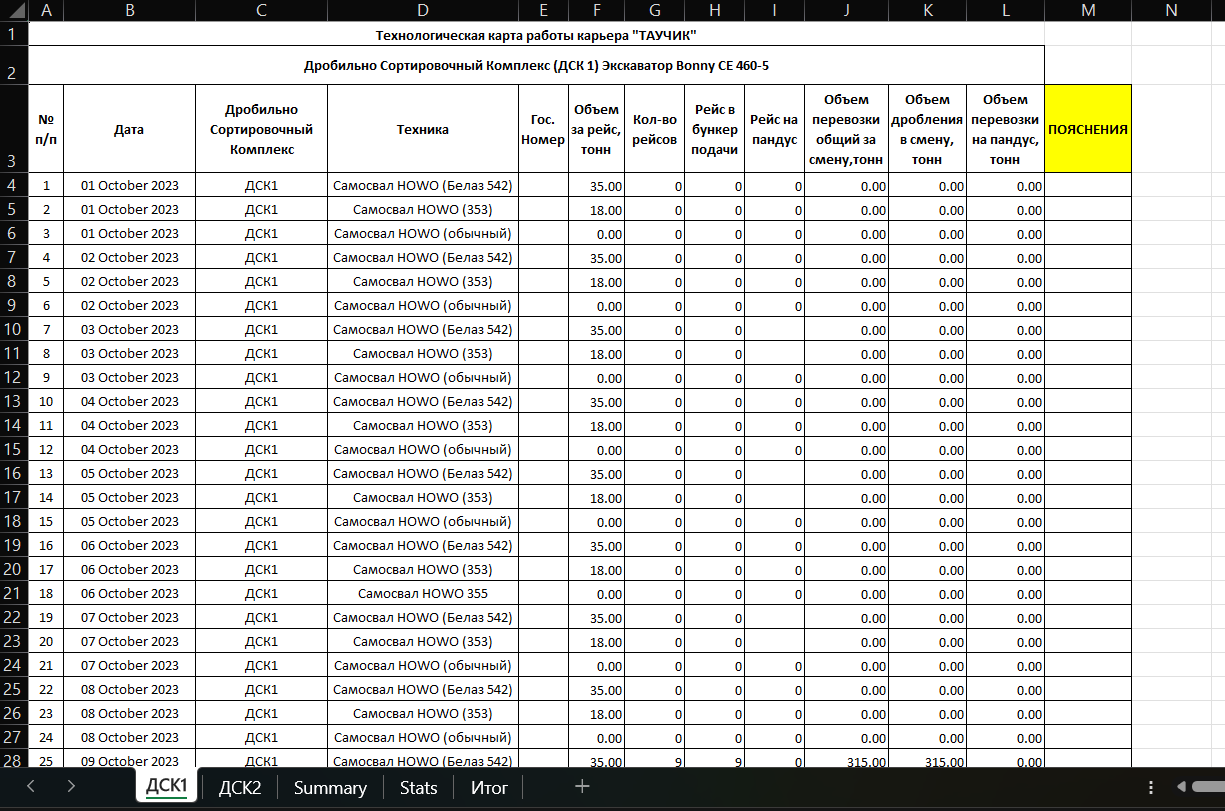 A B C D E F G H I J K L M N
1 Технологическая карта работы карьера "ТАУЧИК"
2 Дробильно Сортировочный Комплекс (ДСК 1) Экскаватор Bonny CE 460-5
3 № п/п Дата Дробильно Сортировочный Комплекс Техника Гос. Номер Объем за рейс, тонн Кол-во рейсов Рейс в бункер подачи Рейс на пандус Объем перевозки общий за смену,тонн Объем дробления в смену, тонн Объем перевозки на пандус, тонн ПОЯСНЕНИЯ
4 1 01 October 2023 ДСК1 Самосвал HOWO (Белаз 542) 35.00 0 0 0 0.00 0.00 0.00
5 2 01 October 2023 ДСК1 Самосвал HOWO (353) 18.00 0 0 0 0.00 0.00 0.00
6 3 01 October 2023 ДСК1 Самосвал HOWO (обычный) 0.00 0 0 0 0.00 0.00 0.00
7 4 02 October 2023 ДСК1 Самосвал HOWO (Белаз 542) 35.00 0 0 0 0.00 0.00 0.00
8 5 02 October 2023 ДСК1 Самосвал HOWO (353) 18.00 0 0 0 0.00 0.00 0.00
9 6 02 October 2023 ДСК1 Самосвал HOWO (обычный) 0.00 0 0 0 0.00 0.00 0.00
10 7 03 October 2023 ДСК1 Самосвал HOWO (Белаз 542) 35.00 0 0 0.00 0.00 0.00
11 8 03 October 2023 ДСК1 Самосвал HOWO (353) 18.00 0 0 0.00 0.00 0.00
12 9 03 October 2023 ДСК1 Самосвал HOWO (обычный) 0.00 0 0 0 0.00 0.00 0.00
13 10 04 October 2023 ДСК1 Самосвал HOWO (Белаз 542) 35.00 0 0 0 0.00 0.00 0.00
14 11 04 October 2023 ДСК1 Самосвал HOWO (353) 18.00 0 0 0 0.00 0.00 0.00
15 12 04 October 2023 ДСК1 Самосвал HOWO (обычный) 0.00 0 0 0 0.00 0.00 0.00
16 13 05 October 2023 ДСК1 Самосвал HOWO (Белаз 542) 35.00 0 0 0.00 0.00 0.00
17 14 05 October 2023 ДСК1 Самосвал HOWO (353) 18.00 0 0 0.00 0.00 0.00
18 15 05 October 2023 ДСК1 Самосвал HOWO (обычный) 0.00 0 0 0 0.00 0.00 0.00
19 16 06 October 2023 ДСК1 Самосвал HOWO (Белаз 542) 35.00 0 0 0 0.00 0.00 0.00
20 17 06 October 2023 ДСК1 Самосвал HOWO (353) 18.00 0 0 0 0.00 0.00 0.00
21 18 06 October 2023 ДСК1 Самосвал HOWO 355 0.00 0 0 0 0.00 0.00 0.00
22 19 07 October 2023 ДСК1 Самосвал HOWO (Белаз 542) 35.00 0 0 0.00 0.00 0.00
23 20 07 October 2023 ДСК1 Самосвал HOWO (353) 18.00 0 0 0.00 0.00 0.00
24 21 07 October 2023 ДСК1 Самосвал HOWO (обычный) 0.00 0 0 0 0.00 0.00 0.00
25 22 08 October 2023 ДСК1 Самосвал HOWO (Белаз 542) 35.00 0 0 0 0.00 0.00 0.00
26 23 08 October 2023 ДСК1 Самосвал HOWO (353) 18.00 0 0 0 0.00 0.00 0.00
27 24 08 October 2023 ДСК1 Самосвал HOWO (обычный) 0.00 0 0 0 0.00 0.00 0.00
28 25 09 October 2023 ДСК1 Самосвал HOWO (Белаз 542) 35.00 9 9 0 315.00 315.00 0.00
ДСК1 ДСК2 Summary Stats Итог